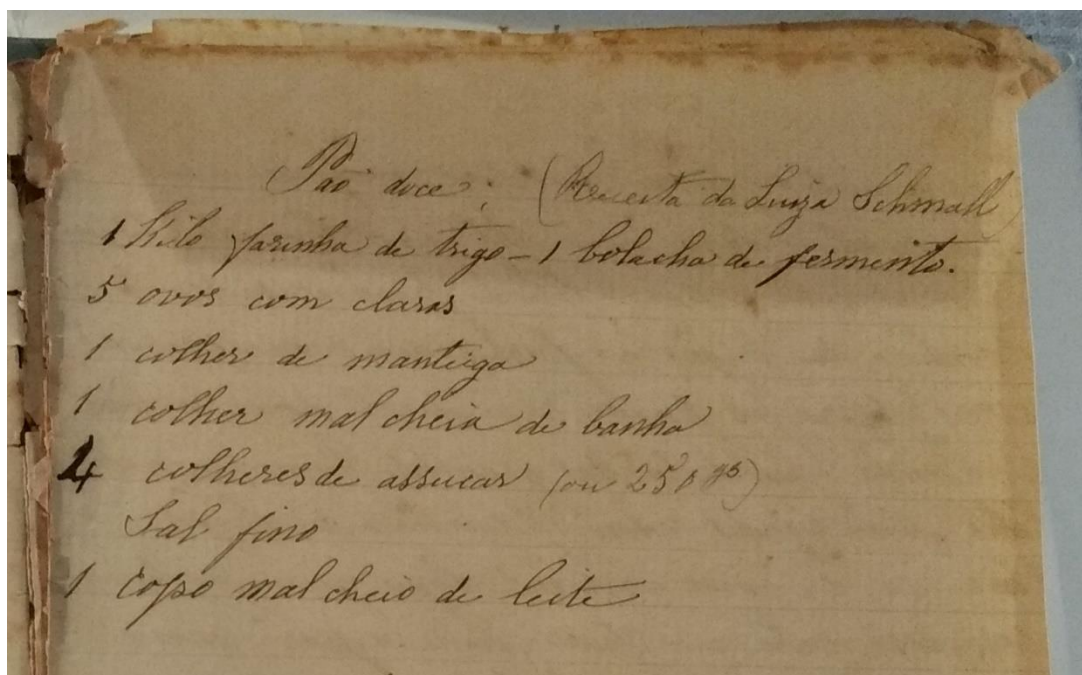 Pão doce; (Receita da Luiza Schmall)
1 Kilo farinha de trigo - 1 bolacha de fermento.
5 ovos com claras
1 colher de manteiga
1 colher mal cheia de banha
4 colheres de assucar (ou 250 grs)
Sal fino
1 copo mal cheio de leite